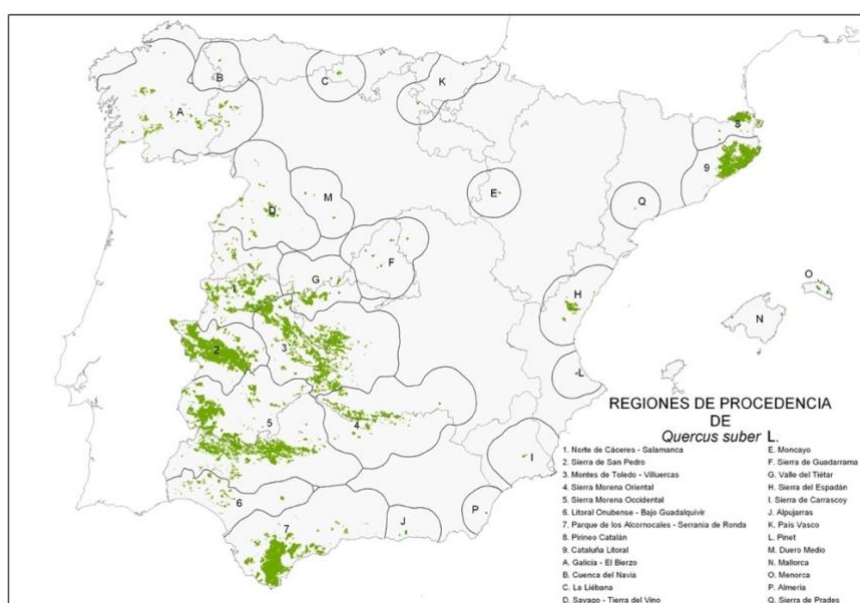 B
C
K
A
8
9
E
M
Q
D
F
G
O
1
H
N
3
2
L
4
5
I
6
P
7
J
REGIONES DE PROCEDENCIA
DE
Quercus suber L.
1. Norte de Cáceres - Salamanca
2. Sierra de San Pedro
3. Montes de Toledo - Villuercas
4. Sierra Morena Oriental
5. Sierra Morena Occidental
6. Litoral Onubense - Bajo Guadalquivir
7. Parque de los Alcornocales - Serranía de Ronda
8. Pirineo Catalán
9. Cataluña Litoral
A. Galicia - El Bierzo
B. Cuenca del Navia
C. La Liébana
D. Sayago - Tierra del Vino
E. Moncayo
F. Sierra de Guadarrama
G. Valle del Tiétar
H. Sierra del Espadán
I. Sierra de Carrascoy
J. Alpujarras
K. País Vasco
L. Pinet
M. Duero Medio
N. Mallorca
O. Menorca
P. Almería
Q. Sierra de Prades